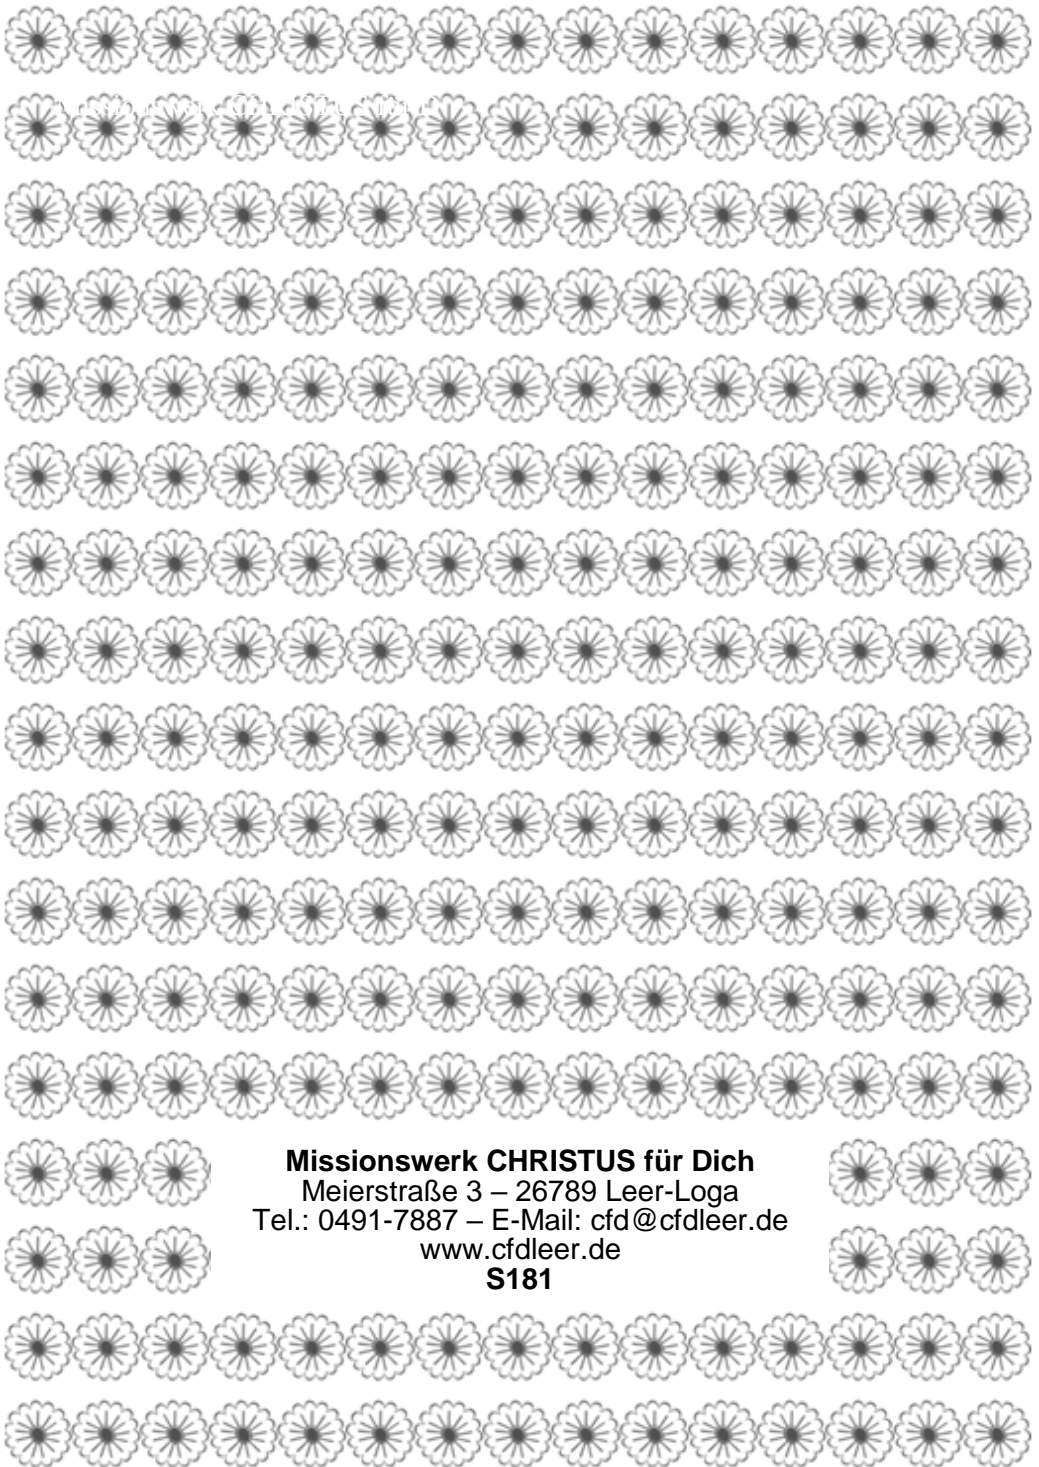 Missionswerk CHRISTUS für Dich
Meierstraße 3 – 26789 Leer-Loga
Tel.: 0491-7887 – E-Mail: cfd@cfdleer.de
www.cfdleer.de
S181